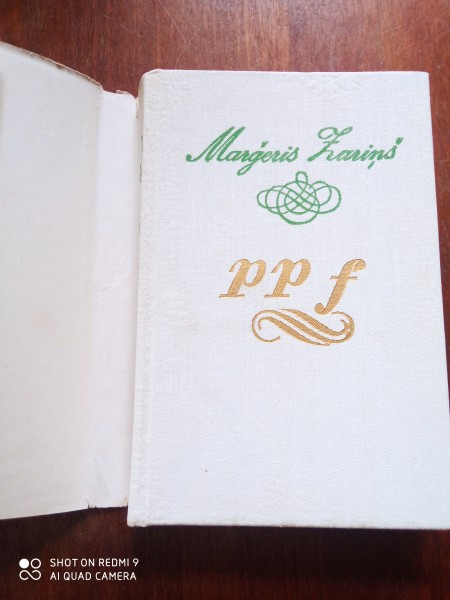 Marģeris Zariņš
ppf
SHOT ON REDMI 9
AI QUAD CAMERA